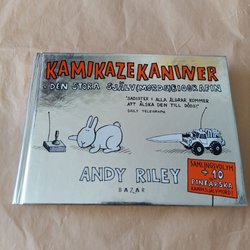 KAMIKAZEKANINER
DEN STORA SJÄLVMORDSBIOGRAFIN
"SADISTER I ALLA ÅLDRAR KOMMER
ATT ÄLSKA DEN TILL DÖDS!"
DAILY TELEGRAPH
ANDY RILEY
BAZAR
SAMLINGSVOLYM
+ 10